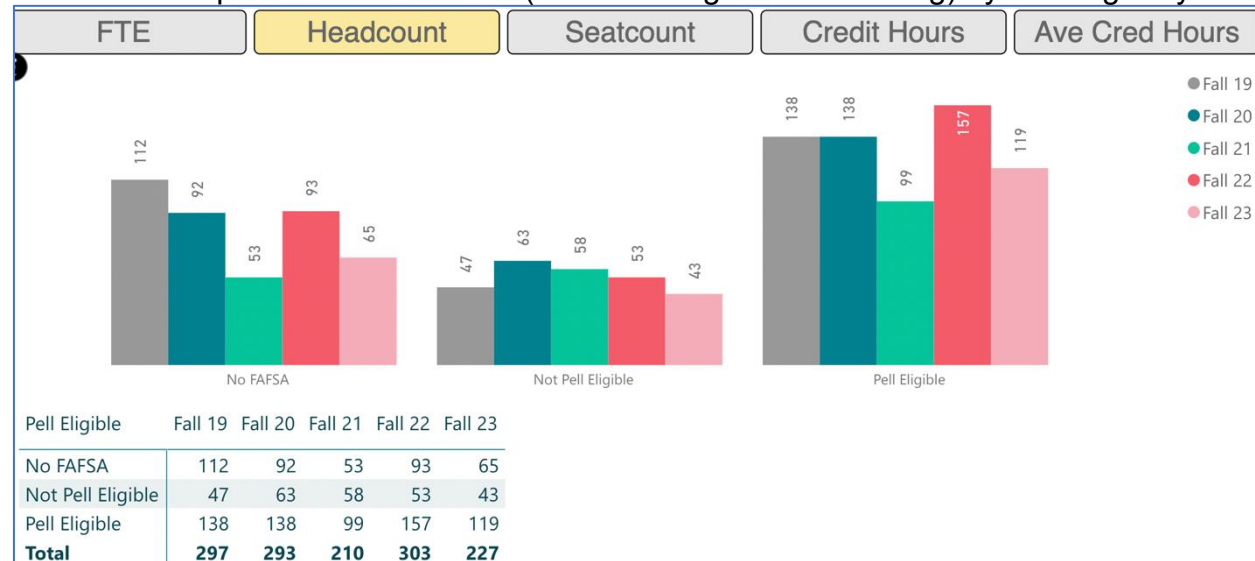 FTE Headcount Seatcount Credit Hours Ave Cred Hours
Fall 19
Fall 20
Fall 21
Fall 22
Fall 23
112
92
53
93
65
No FAFSA
47
63
58
53
43
Not Pell Eligible
138
138
99
157
119
Pell Eligible
Pell Eligible Fall 19 Fall 20 Fall 21 Fall 22 Fall 23
No FAFSA 112 92 53 93 65
Not Pell Eligible 47 63 58 53 43
Pell Eligible 138 138 99 157 119
Total 297 293 210 303 227